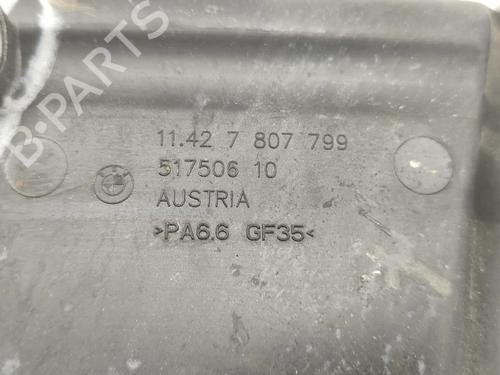 B-PARTS
11.42 7 807 799
517506 10
AUSTRIA
>PA6.6 GF35<